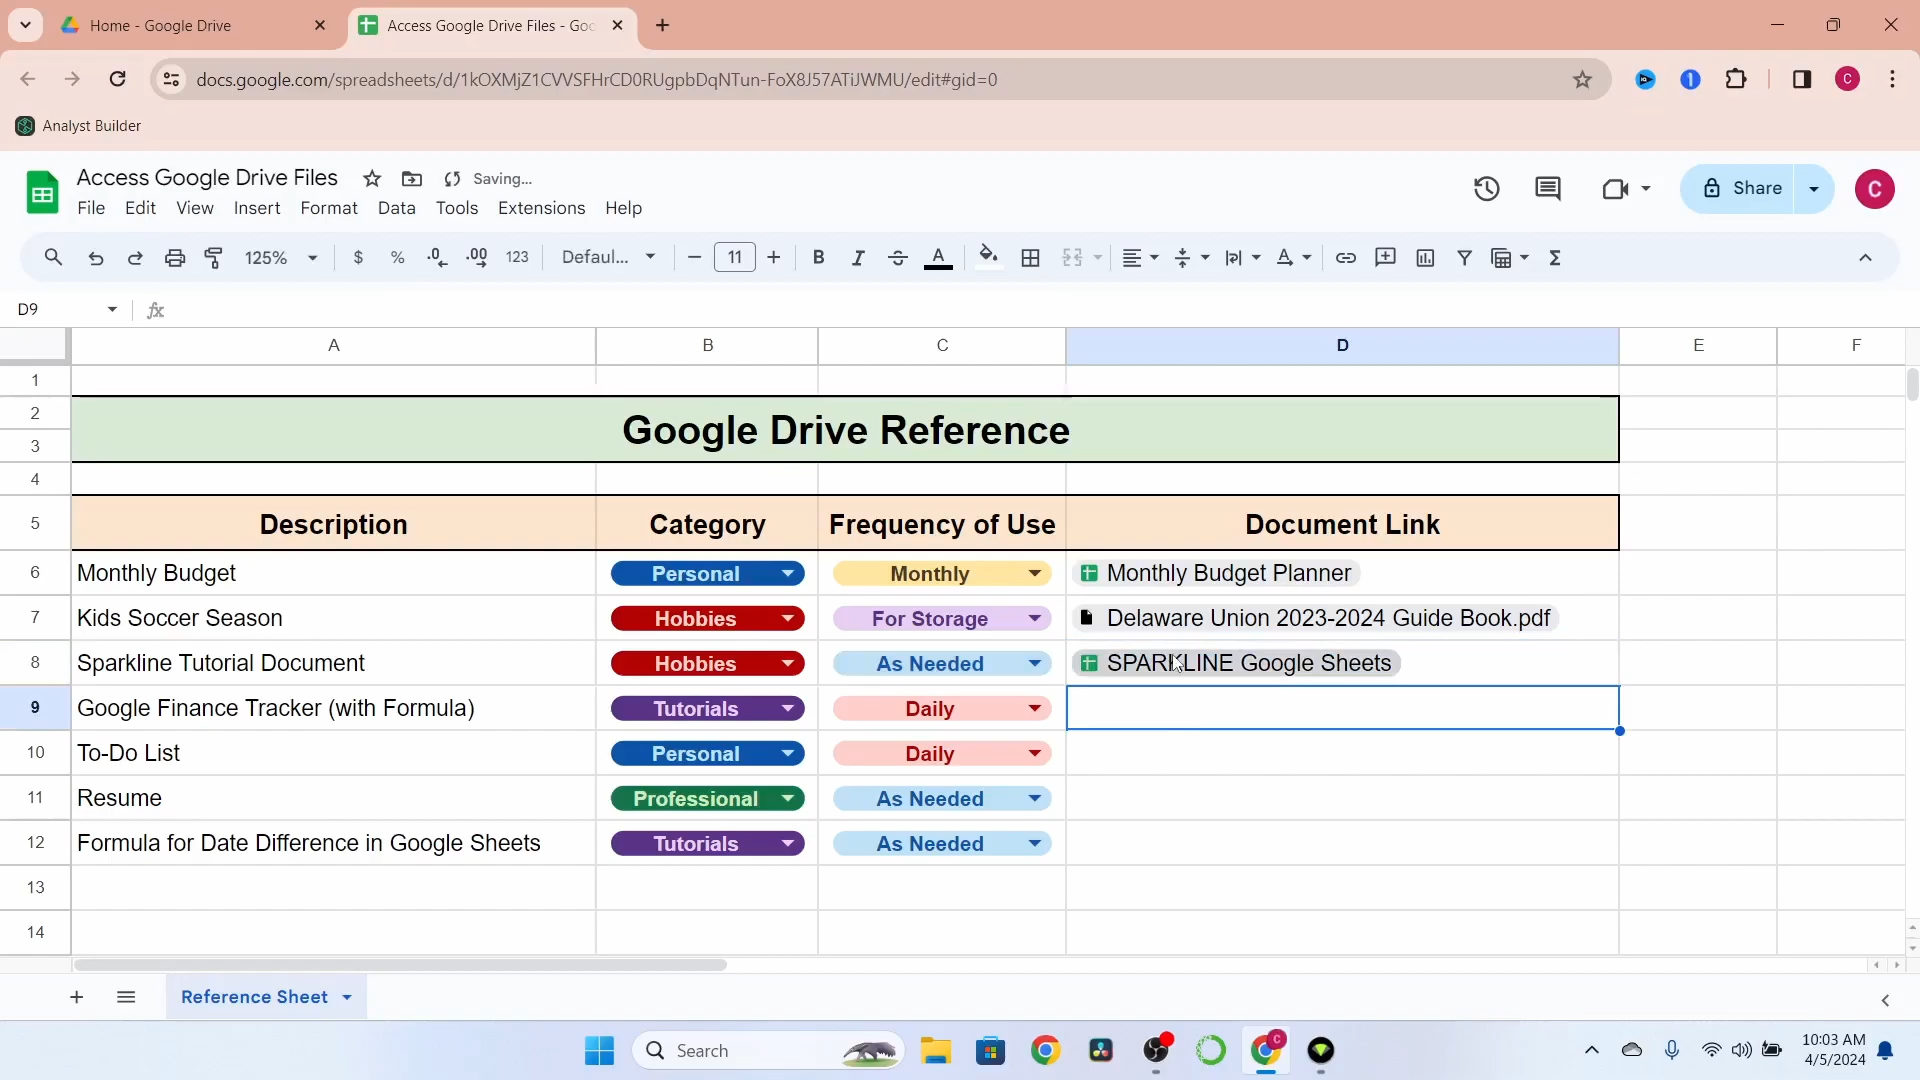 Home - Google Drive
Access Google Drive Files - Goo
docs.google.com/spreadsheets/d/1kOXMjZ1CVVSFHrCD0RUgpbDqNTun-FoX8J57ATiJWMU/edit#gid=0
C
Analyst Builder
Access Google Drive Files
Saving...
File Edit View Insert Format Data Tools Extensions Help
Share
C
125% $ % .0 .00 123 Defaul... 11 B I A
D9 fx
A B C D E F
1
2
3
Google Drive Reference
4
5 Description Category Frequency of Use Document Link
6 Monthly Budget Personal Monthly Monthly Budget Planner
7 Kids Soccer Season Hobbies For Storage Delaware Union 2023-2024 Guide Book.pdf
8 Sparkline Tutorial Document Hobbies As Needed SPARKLINE Google Sheets
9 Google Finance Tracker (with Formula) Tutorials Daily
10 To-Do List Personal Daily
11 Resume Professional As Needed
12 Formula for Date Difference in Google Sheets Tutorials As Needed
13
14
Reference Sheet
Search
C
10:03 AM
4/5/2024